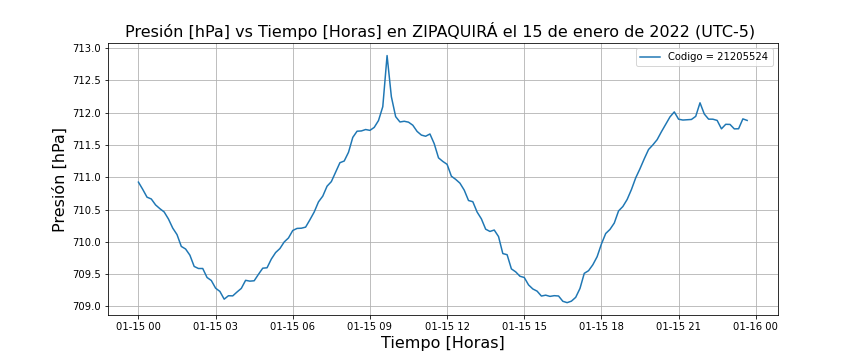 Presión [hPa] vs Tiempo [Horas] en ZIPAQUIRÁ el 15 de enero de 2022 (UTC-5)
Codigo = 21205524
Presión [hPa]
713.0
712.5
712.0
711.5
711.0
710.5
710.0
709.5
709.0
01-15 00 01-15 03 01-15 06 01-15 09 01-15 12 01-15 15 01-15 18 01-15 21 01-16 00
Tiempo [Horas]